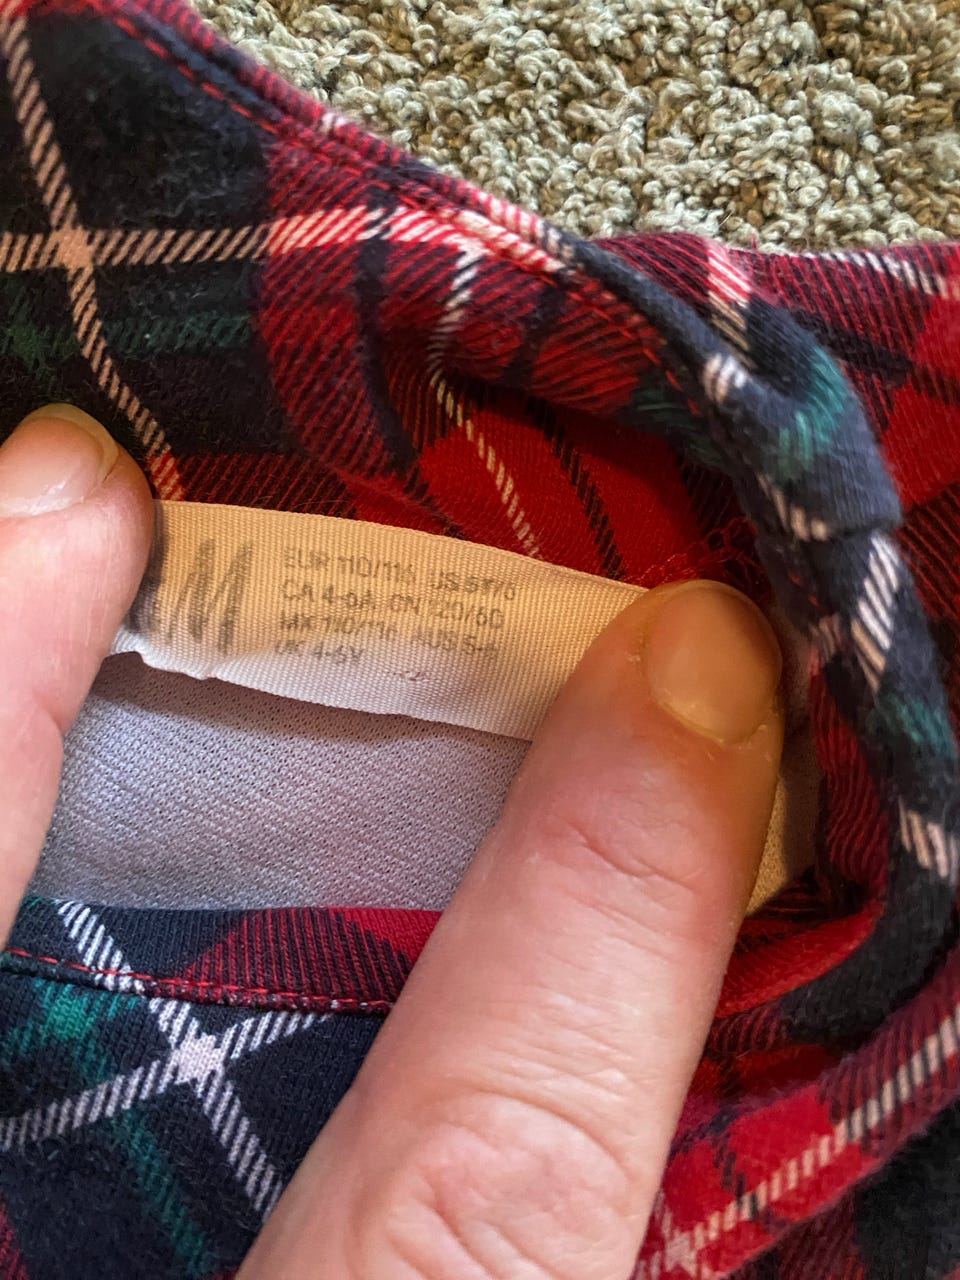 M
EUR 110/116 US 5T/6
CA 4-6A CN 120/60
MX 110/116 AUS 5-6
UK 4-6Y